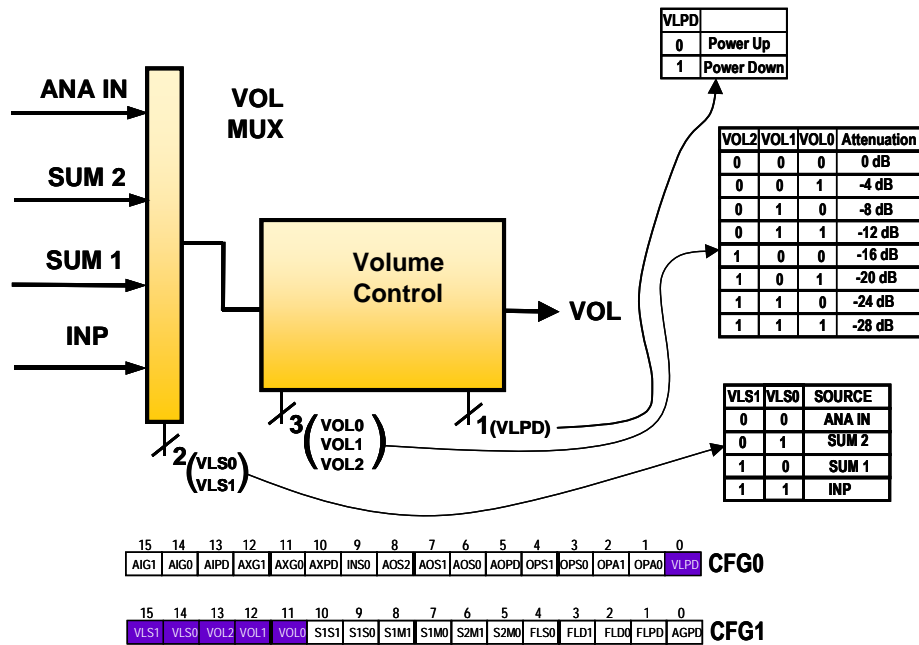 VLPD
0 Power Up
1 Power Down
ANA IN
VOL
MUX
SUM 2
SUM 1
INP
Volume
Control
VOL
VOL2 VOL1 VOL0 Attenuation
0 0 0 0 dB
0 0 1 -4 dB
0 1 0 -8 dB
0 1 1 -12 dB
1 0 0 -16 dB
1 0 1 -20 dB
1 1 0 -24 dB
1 1 1 -28 dB
2 (VLS0
VLS1)
3 (VOL0
VOL1
VOL2)
1 (VLPD)
VLS1 VLS0 SOURCE
0 0 ANA IN
0 1 SUM 2
1 0 SUM 1
1 1 INP
15 14 13 12 11 10 9 8 7 6 5 4 3 2 1 0
AIG1 AIG0 AIPD AXG1 AXG0 AXPD INS0 AOS2 AOS1 AOS0 AOPD OPS1 OPS0 OPA1 OPA0 VLPD CFG0
15 14 13 12 11 10 9 8 7 6 5 4 3 2 1 0
VLS1 VLS0 VOL2 VOL1 VOL0 S1S1 S1S0 S1M1 S1M0 S2M1 S2M0 FLS0 FLD1 FLD0 FLPD AGPD CFG1